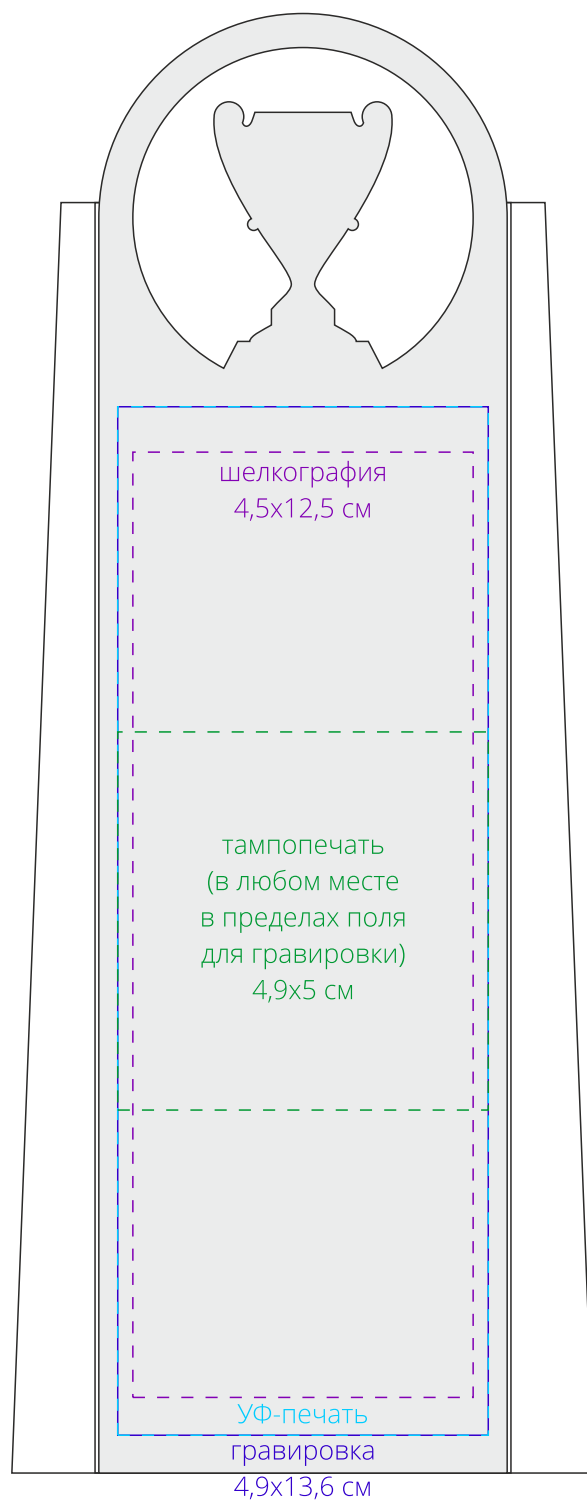 шелкография
4,5х12,5 см
тампопечать
(в любом месте
в пределах поля
для гравировки)
4,9х5 см
УФ-печать
гравировка
4,9х13,6 см